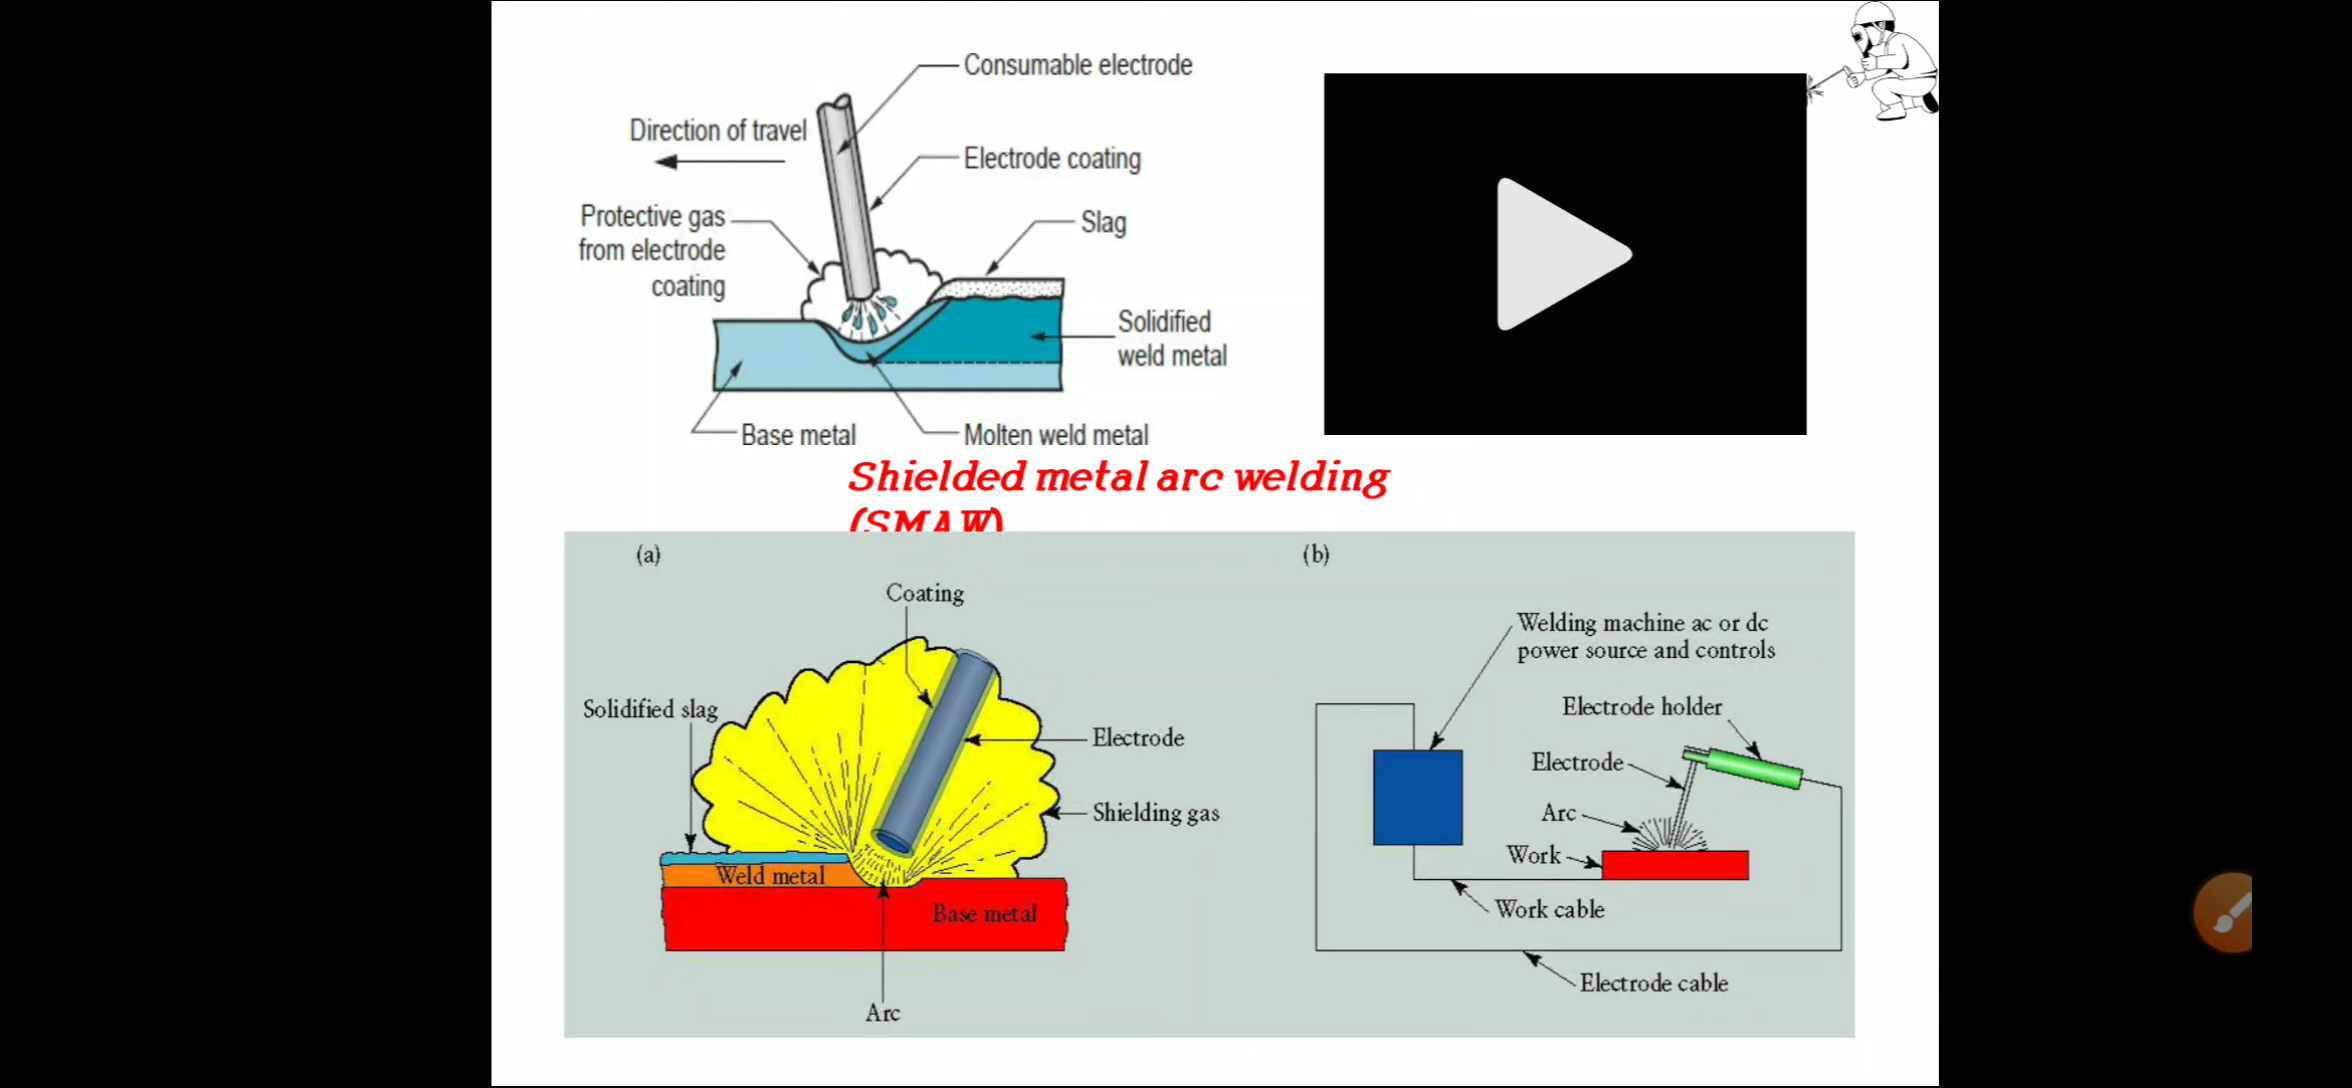 Consumable electrode
Direction of travel
Electrode coating
Protective gas
from electrode
coating
Slag
Solidified
weld metal
Base metal
Molten weld metal
Shielded metal arc welding
(SMAW)
(a)
Coating
Solidified slag
Electrode
Shielding gas
Weld metal
Base metal
Arc
(b)
Welding machine ac or dc
power source and controls
Electrode holder
Electrode
Arc
Work
Work cable
Electrode cable